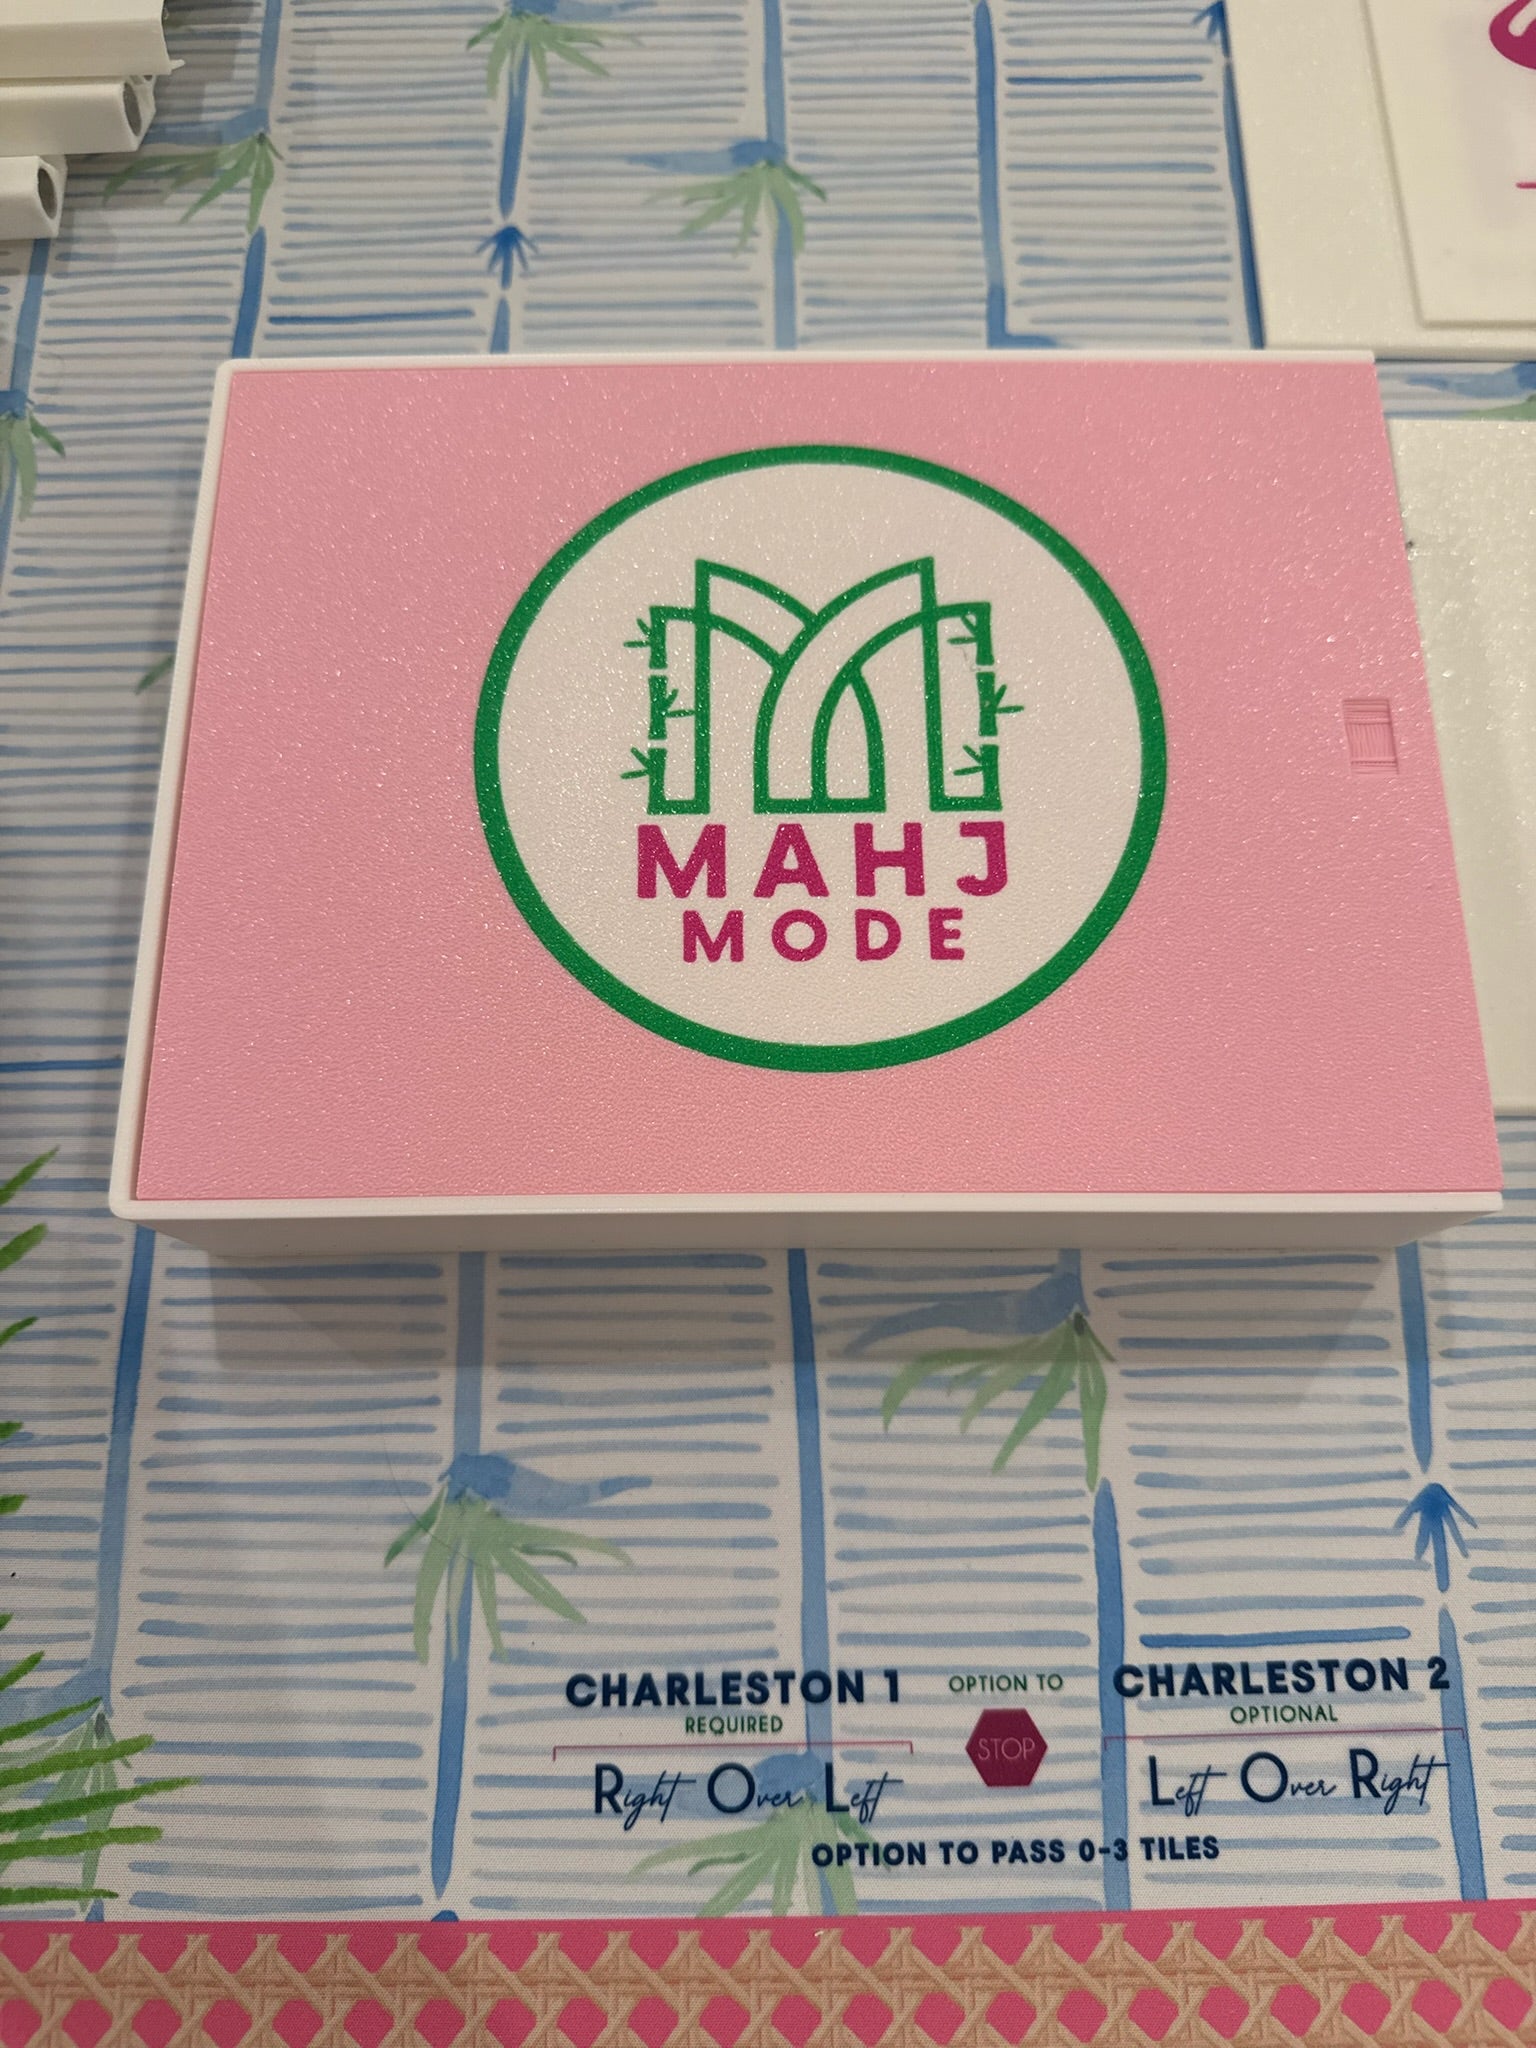 MAHJ
MODE
CHARLESTON 1
REQUIRED
Right Over Left
OPTION TO
STOP
CHARLESTON 2
OPTIONAL
Left Over Right
OPTION TO PASS 0-3 TILES